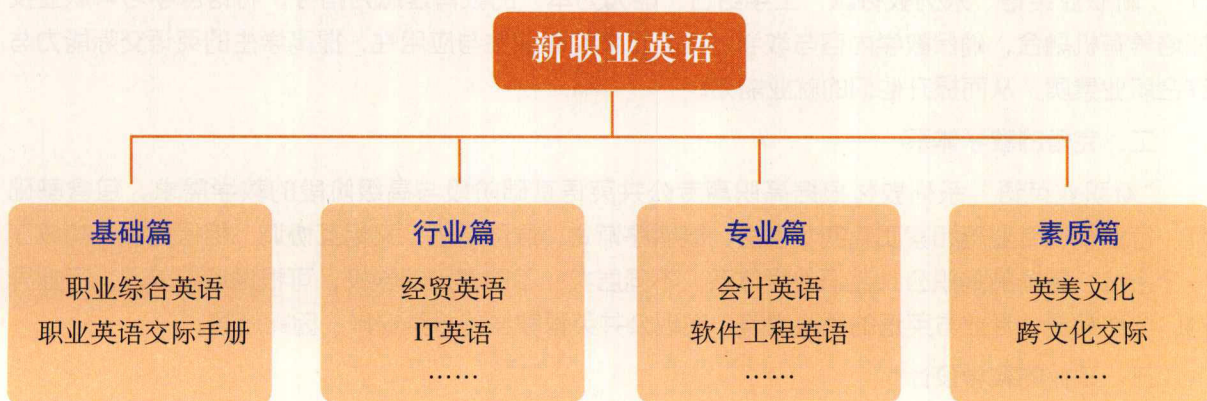 新职业英语
基础篇
职业综合英语
职业英语交际手册
行业篇
经贸英语
IT英语
……
专业篇
会计英语
软件工程英语
……
素质篇
英美文化
跨文化交际
……